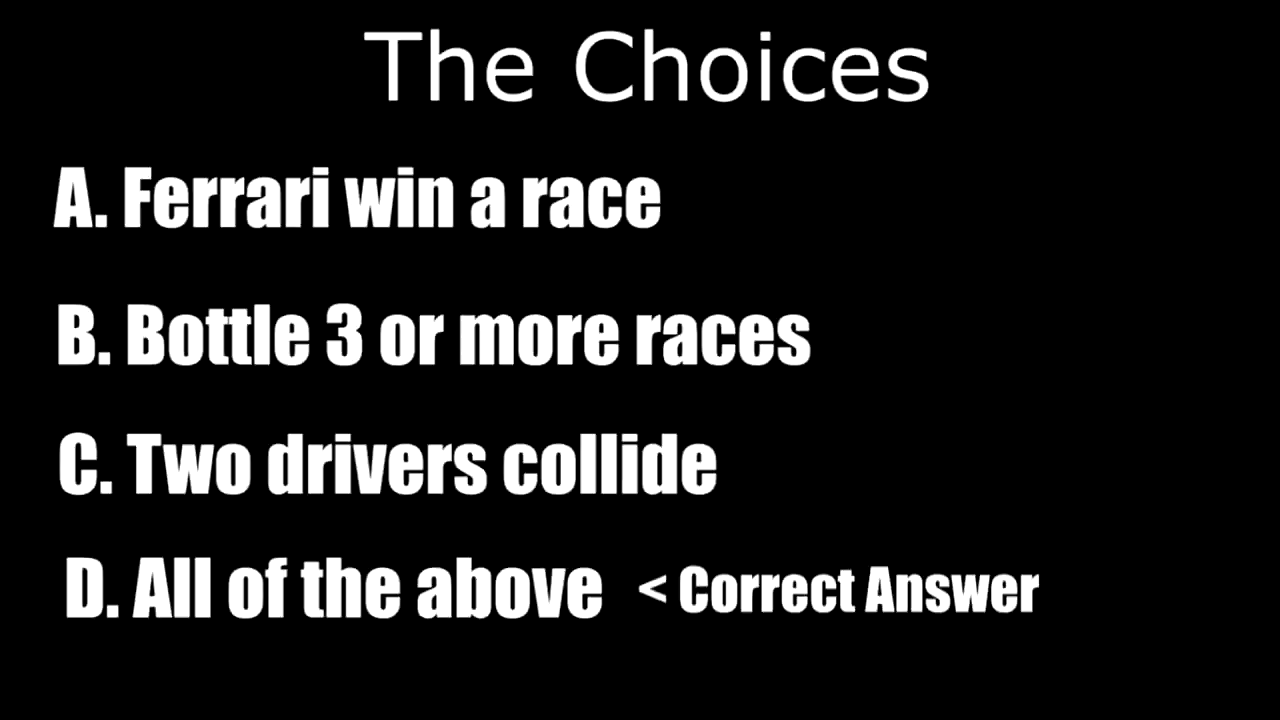 The Choices
A. Ferrari win a race
B. Bottle 3 or more races
C. Two drivers collide
D. All of the above < Correct Answer